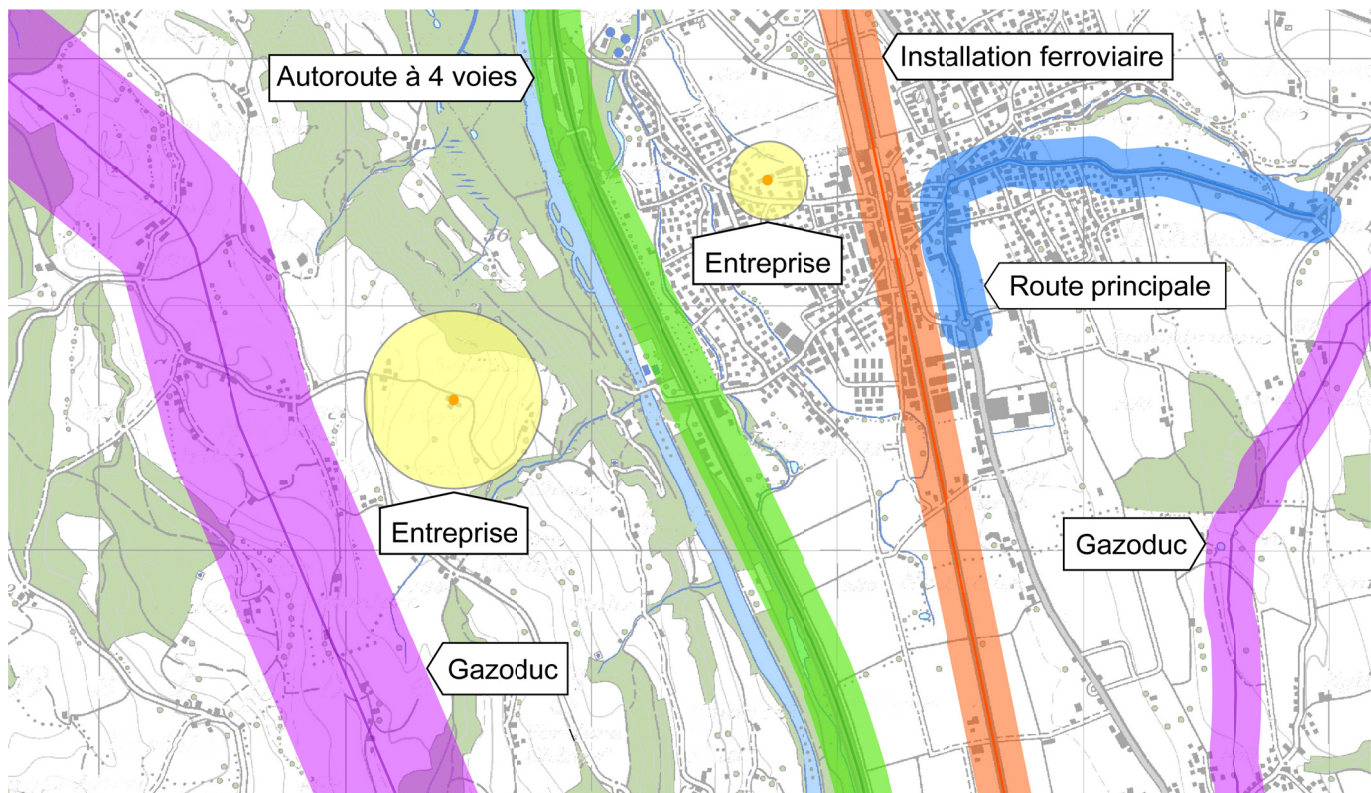 Autoroute à 4 voies
Installation ferroviaire
Entreprise
Route principale
Entreprise
Gazoduc
Gazoduc